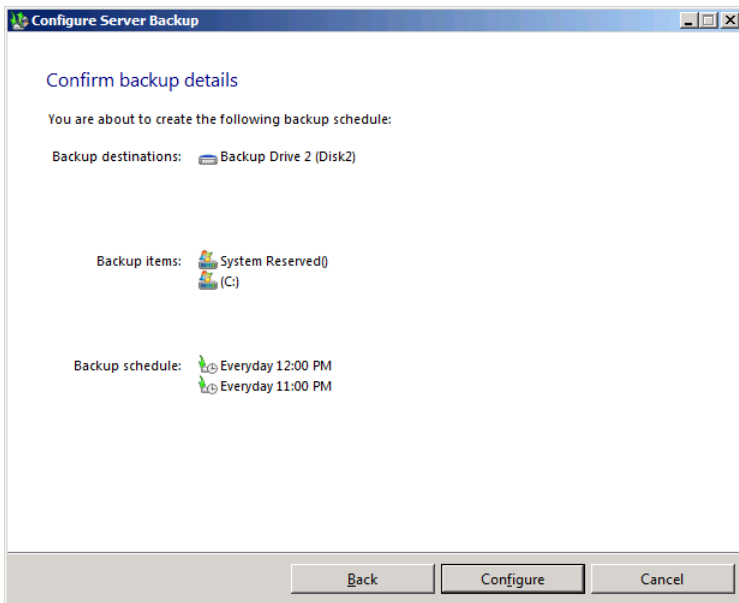 Configure Server Backup
Confirm backup details
You are about to create the following backup schedule:
Backup destinations: Backup Drive 2 (Disk2)
Backup items: System Reserved()
(C:)
Backup schedule: Everyday 12:00 PM
Everyday 11:00 PM
Back Configure Cancel